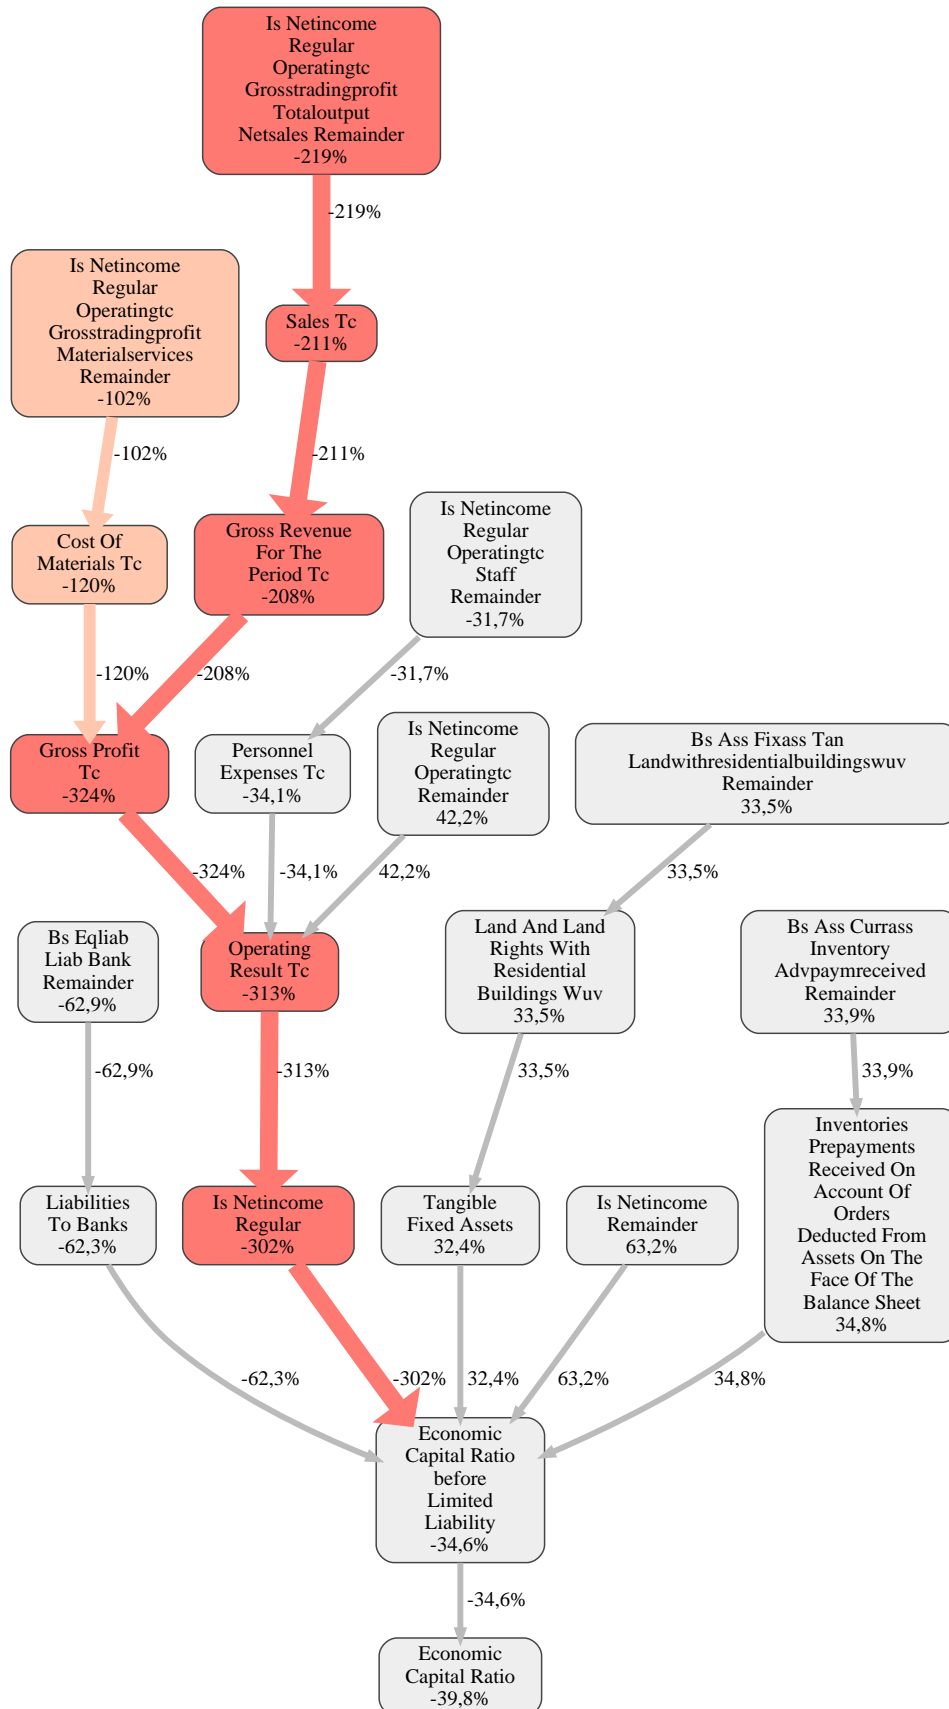 Is Netincome
Regular
Operatingtc
Grosstradingprofit
Totaloutput
Netsales Remainder
-219%
-219%
Is Netincome
Regular
Operatingtc
Grosstradingprofit
Materialservices
Remainder
-102%
Sales Tc
-211%
-102%
-211%
Cost Of
Materials Tc
-120%
Gross Revenue
For The
Period Tc
-208%
Is Netincome
Regular
Operatingtc
Staff
Remainder
-31,7%
-120%
-208%
-31,7%
Gross Profit
Tc
-324%
Personnel
Expenses Tc
-34,1%
Is Netincome
Regular
Operatingtc
Remainder
42,2%
Bs Ass Fixass Tan
Landwithresidentialbuildingswuv
Remainder
33,5%
-324%
-34,1%
42,2%
33,5%
Bs Eqliab
Liab Bank
Remainder
-62,9%
Operating
Result Tc
-313%
Land And Land
Rights With
Residential
Buildings Wuv
33,5%
Bs Ass Currass
Inventory
Advpaymreceived
Remainder
33,9%
-62,9%
-313%
33,5%
33,9%
Liabilities
To Banks
-62,3%
Is Netincome
Regular
-302%
Tangible
Fixed Assets
32,4%
Is Netincome
Remainder
63,2%
Inventories
Prepayments
Received On
Account Of
Orders
Deducted From
Assets On The
Face Of The
Balance Sheet
34,8%
-62,3%
-302%
32,4%
63,2%
34,8%
Economic
Capital Ratio
before
Limited
Liability
-34,6%
-34,6%
Economic
Capital Ratio
-39,8%